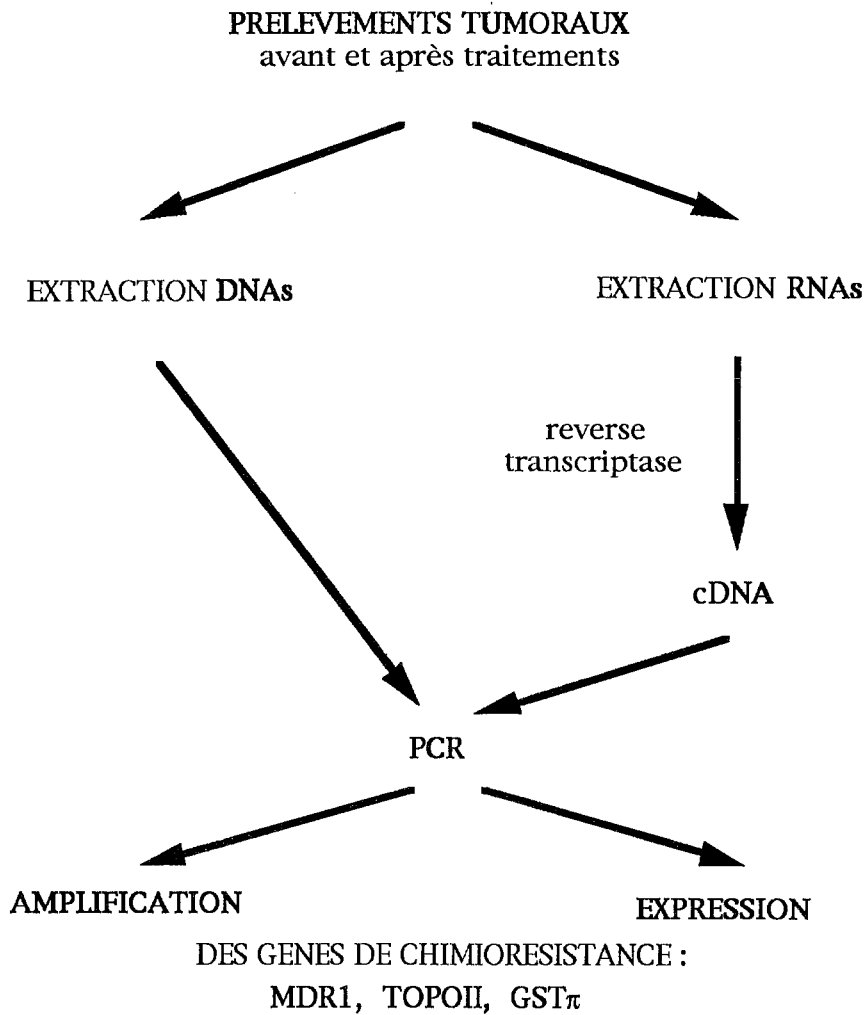 PRELEVEMENTS TUMORAUX
avant et après traitements
EXTRACTION DNAs
EXTRACTION RNAs
reverse
transcriptase
cDNA
PCR
AMPLIFICATION
EXPRESSION
DES GENES DE CHIMIORESISTANCE :
MDR1, TOPOII, GSTπ